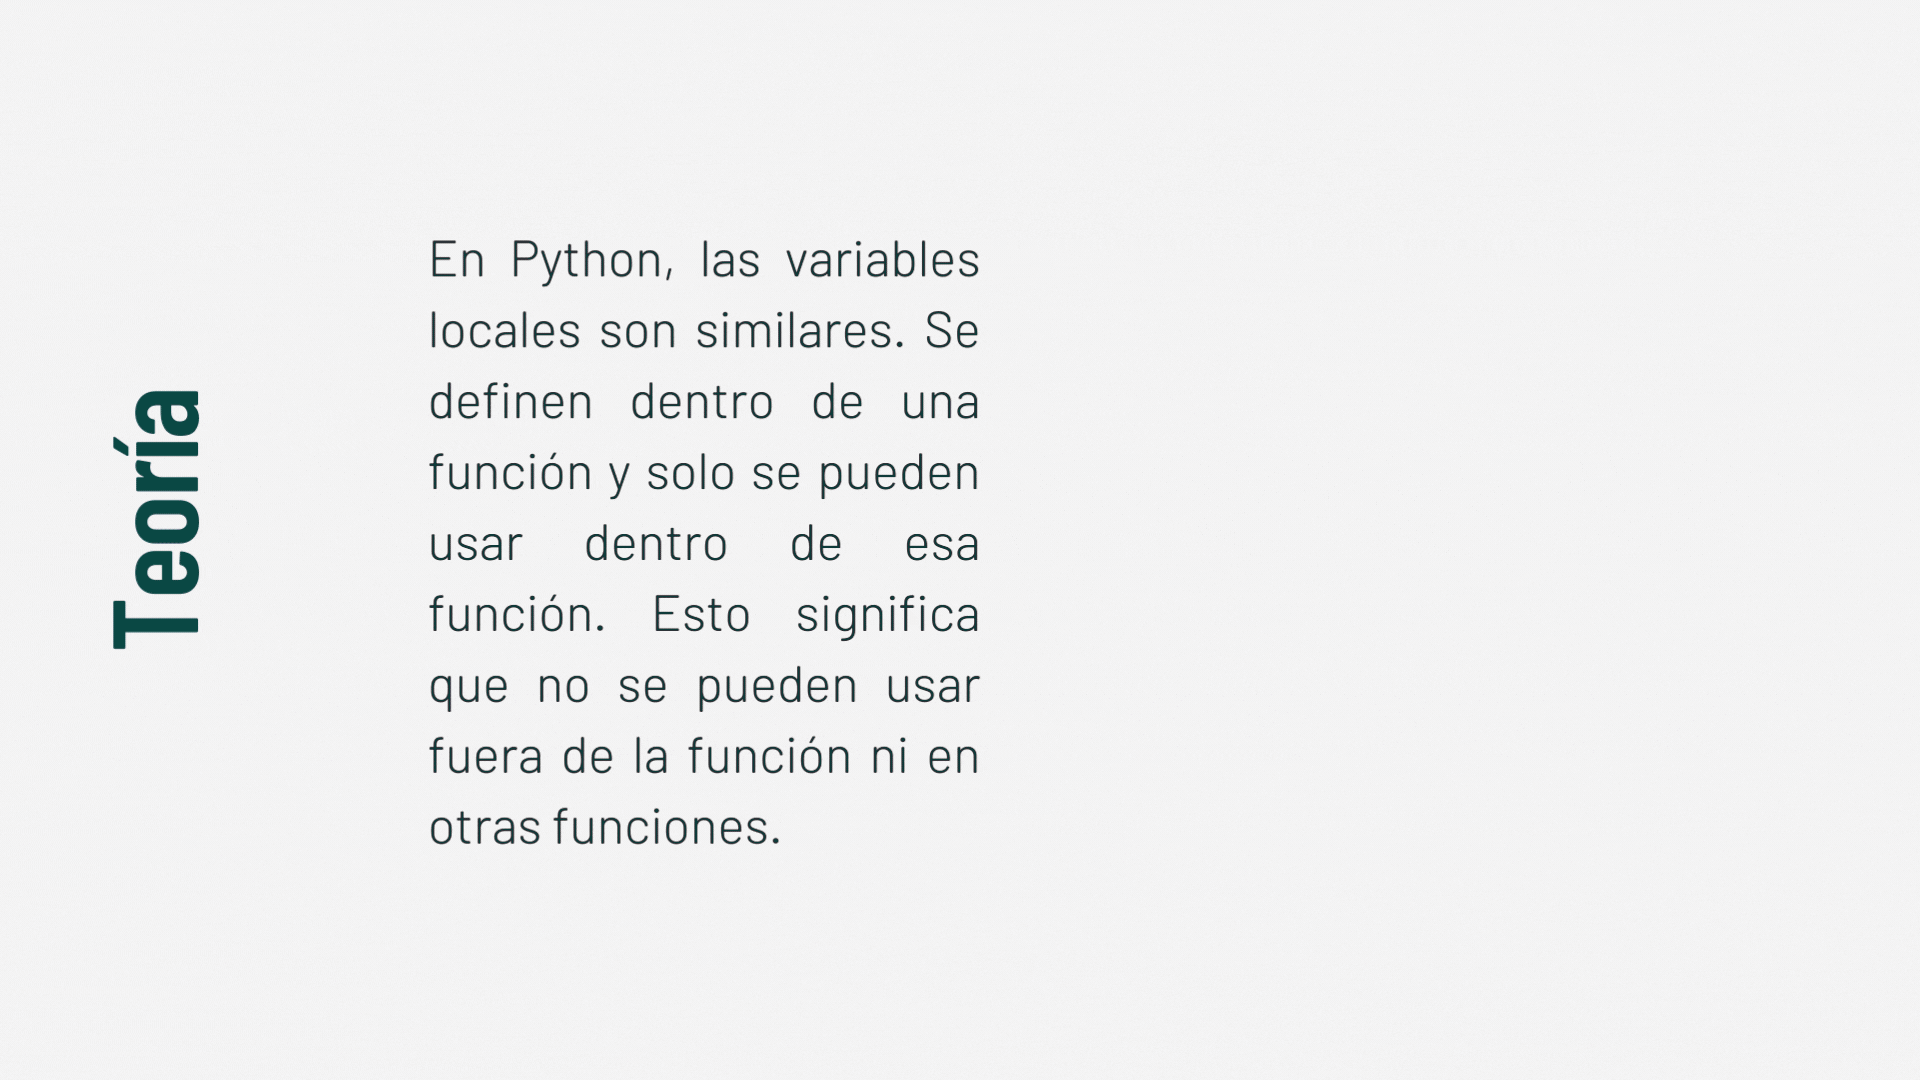 Teoría
En Python, las variables
locales son similares. Se
definen dentro de una
función y solo se pueden
usar dentro de esa
función. Esto significa
que no se pueden usar
fuera de la función ni en
otras funciones.